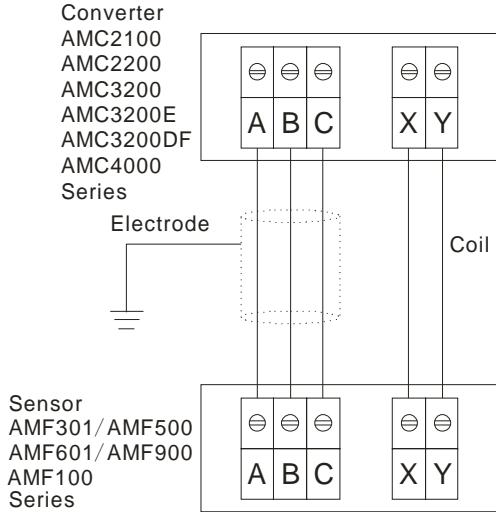 Converter
AMC2100
AMC2200
AMC3200
AMC3200E
AMC3200DF
AMC4000
Series
A B C X Y
Electrode
Coil
Sensor
AMF301/AMF500
AMF601/AMF900
AMF100
Series
A B C X Y